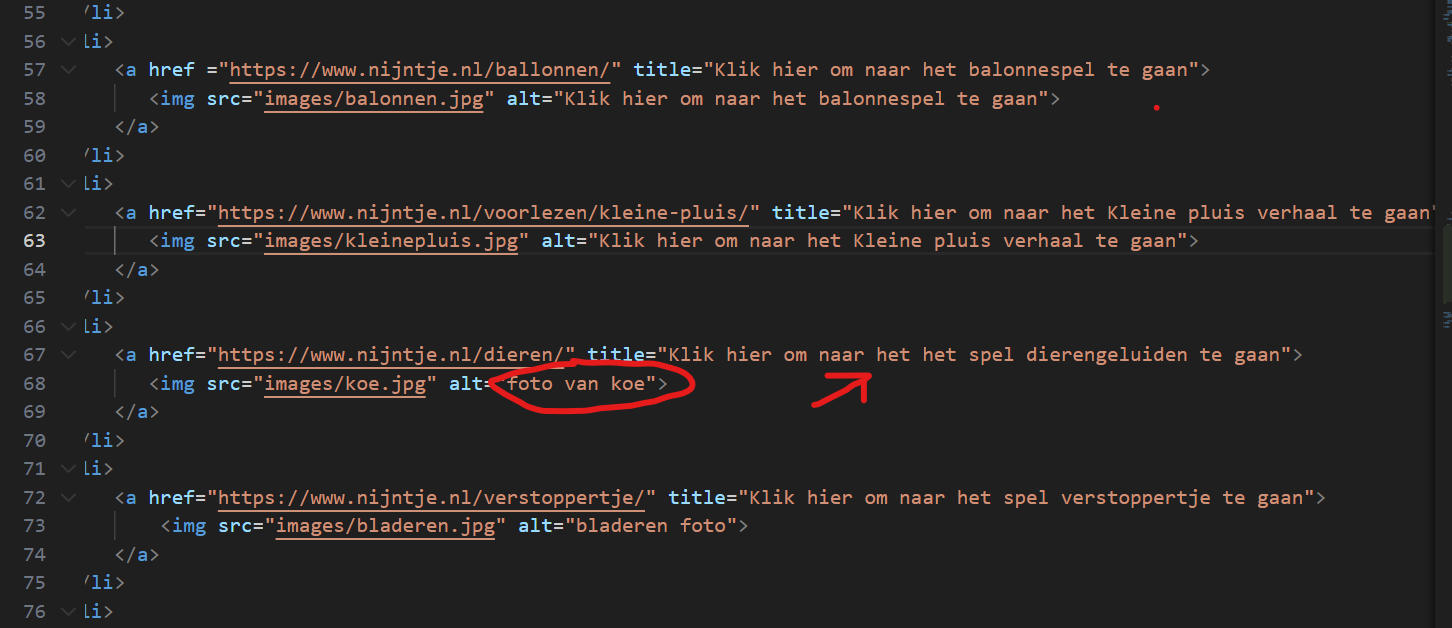 55 /li>
56 li>
57 <a href ="https://www.nijntje.nl/ballonnen/" title="Klik hier om naar het balonnespel te gaan">
58 <img src="images/balonnen.jpg" alt="Klik hier om naar het balonnespel te gaan">
59 </a>
60 /li>
61 li>
62 <a href="https://www.nijntje.nl/voorlezen/kleine-pluis/" title="Klik hier om naar het Kleine pluis verhaal te gaan"
63 <img src="images/kleinepluis.jpg" alt="Klik hier om naar het Kleine pluis verhaal te gaan">
64 </a>
65 /li>
66 li>
67 <a href="https://www.nijntje.nl/dieren/" title="Klik hier om naar het het spel dierengeluiden te gaan">
68 <img src="images/koe.jpg" alt="foto van koe">
69 </a>
70 /li>
71 li>
72 <a href="https://www.nijntje.nl/verstoppertje/" title="Klik hier om naar het spel verstoppertje te gaan">
73 <img src="images/bladeren.jpg" alt="bladeren foto">
74 </a>
75 /li>
76 li>